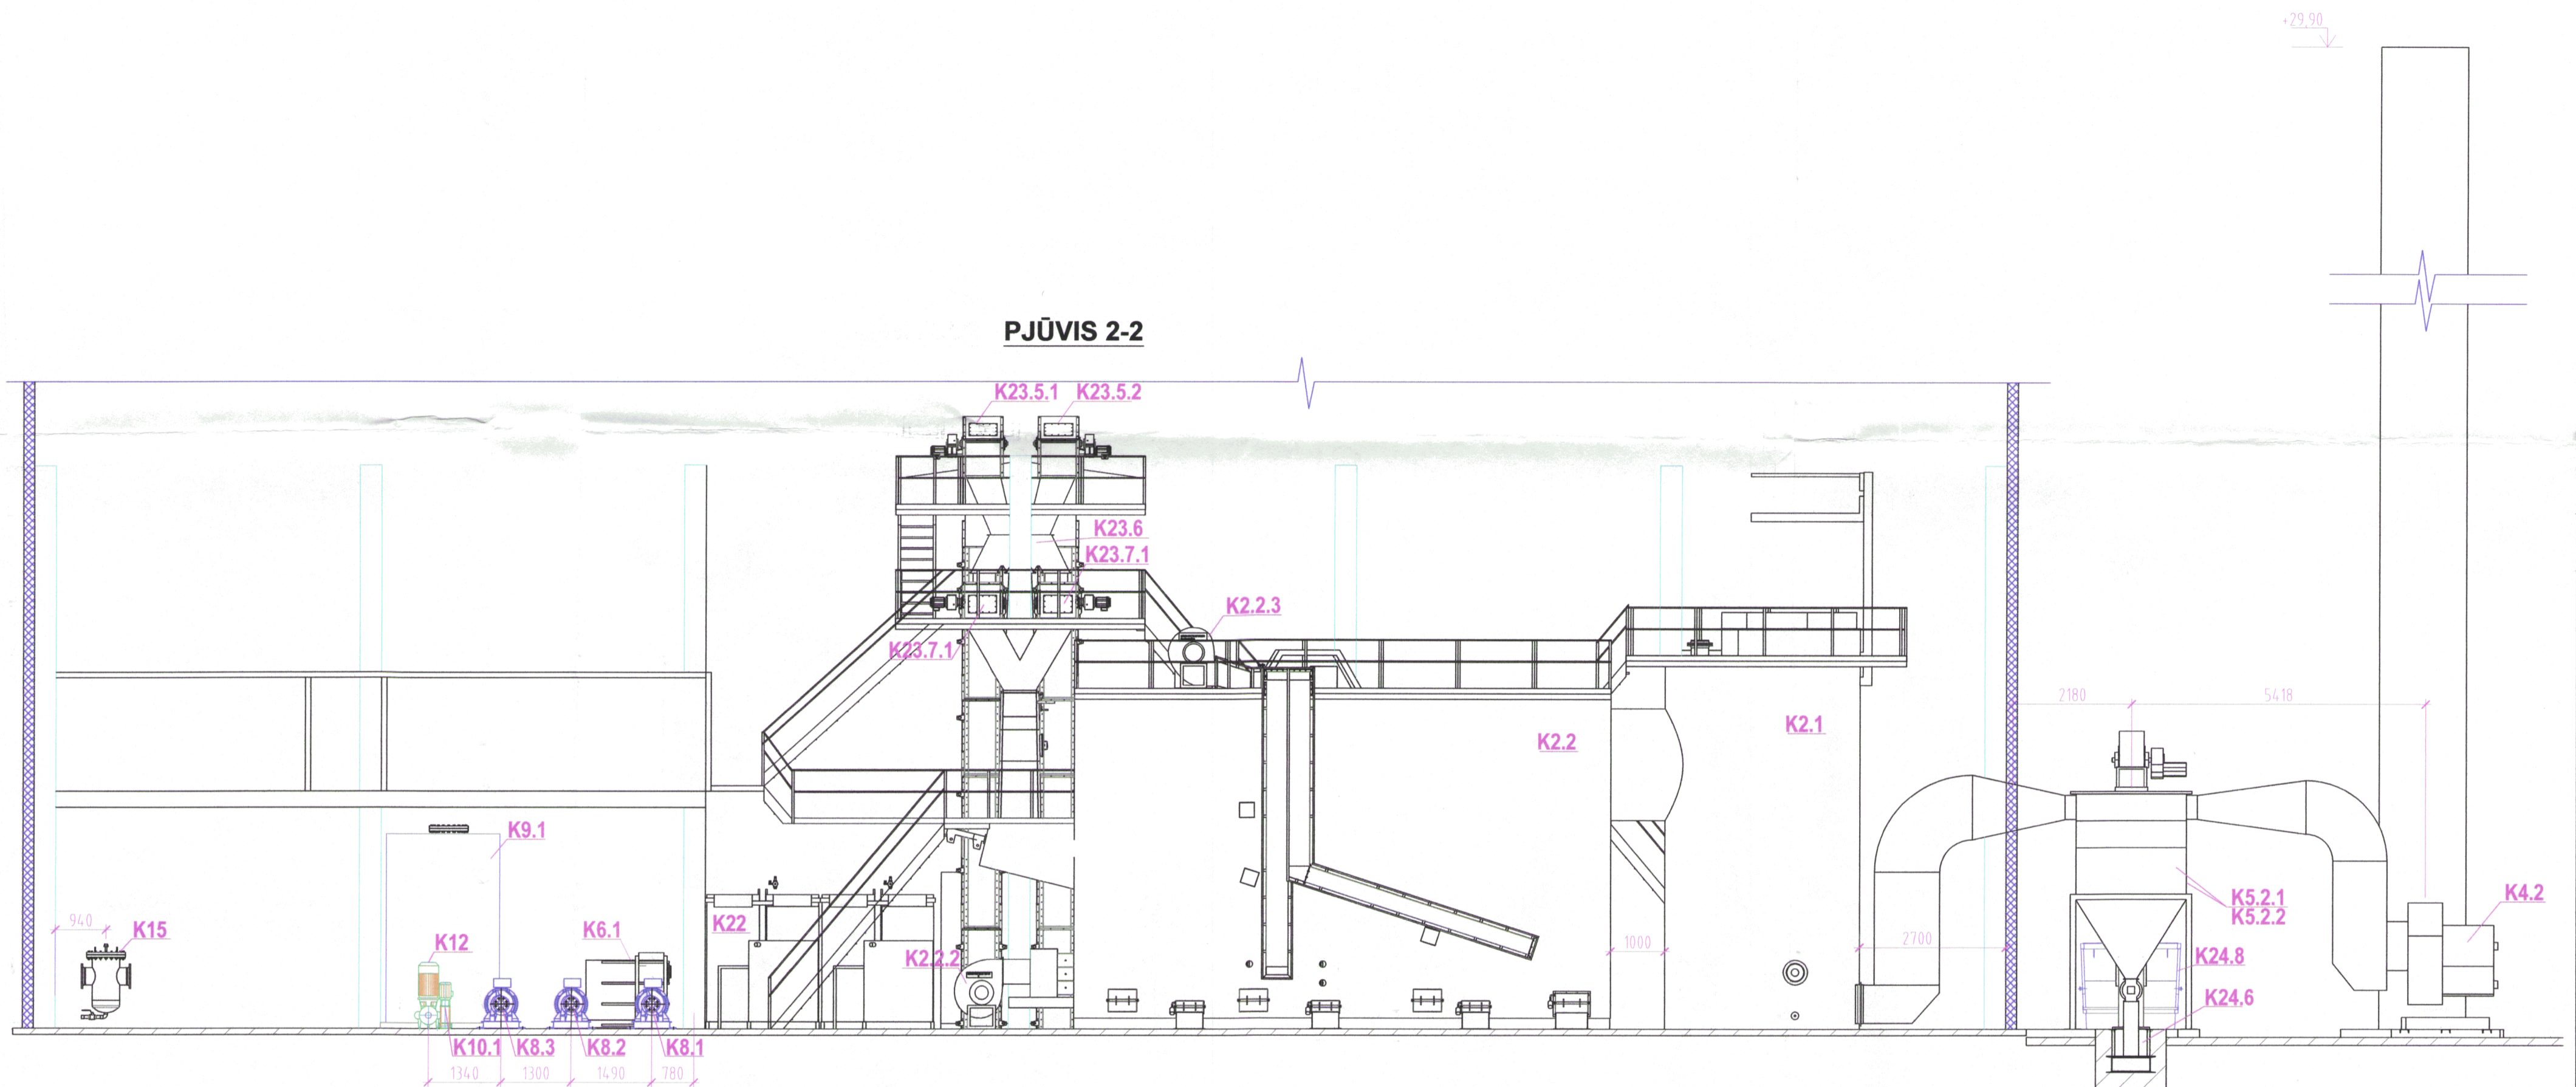 +29,90
PJŪVIS 2-2
K23.5.1
K23.5.2
K23.6
K23.7.1
K2.2.3
K23.7.1
2180
5418
K2.2
K2.1
K9.1
K5.2.1
K5.2.2
K4.2
940
K15
K12
K6.1
K22
K2.2.2
1000
2700
K24.8
K24.6
K10.1
K8.3
K8.2
K8.1
1340
1300
1490
780